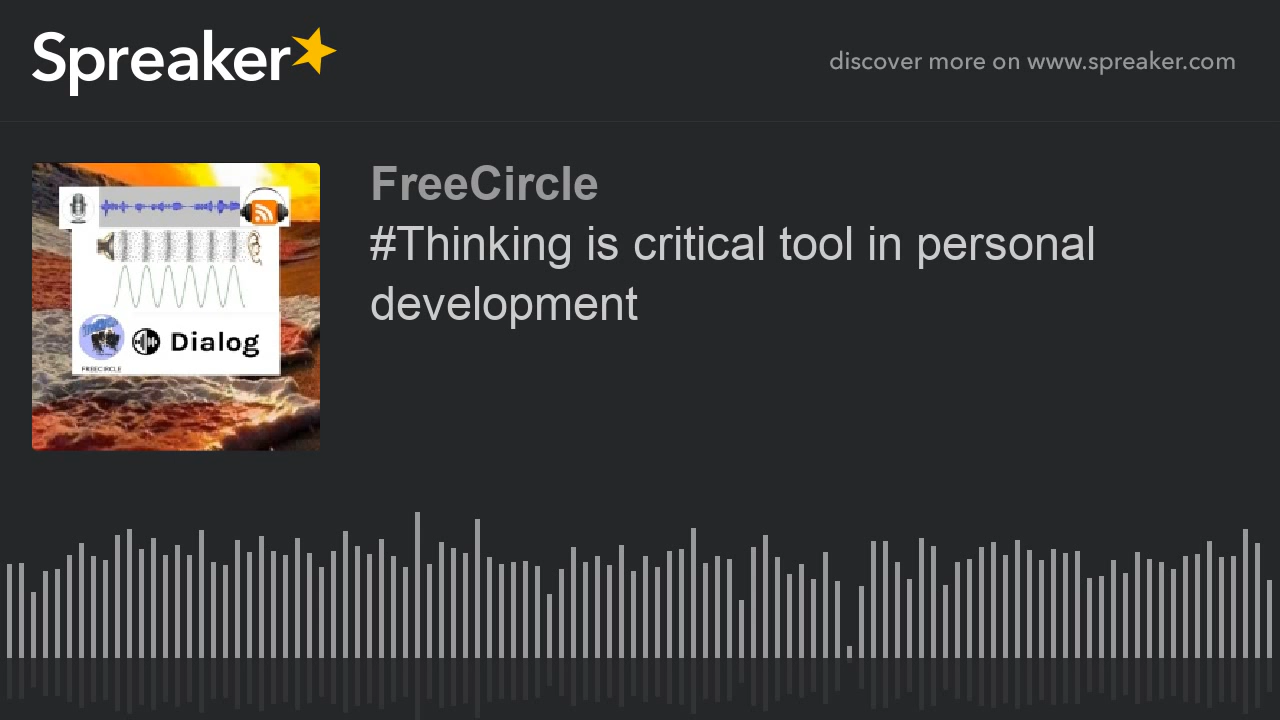 Spreaker
discover more on www.spreaker.com
FreeCircle
#Thinking is critical tool in personal
development
Dialog
FREECIRCLE